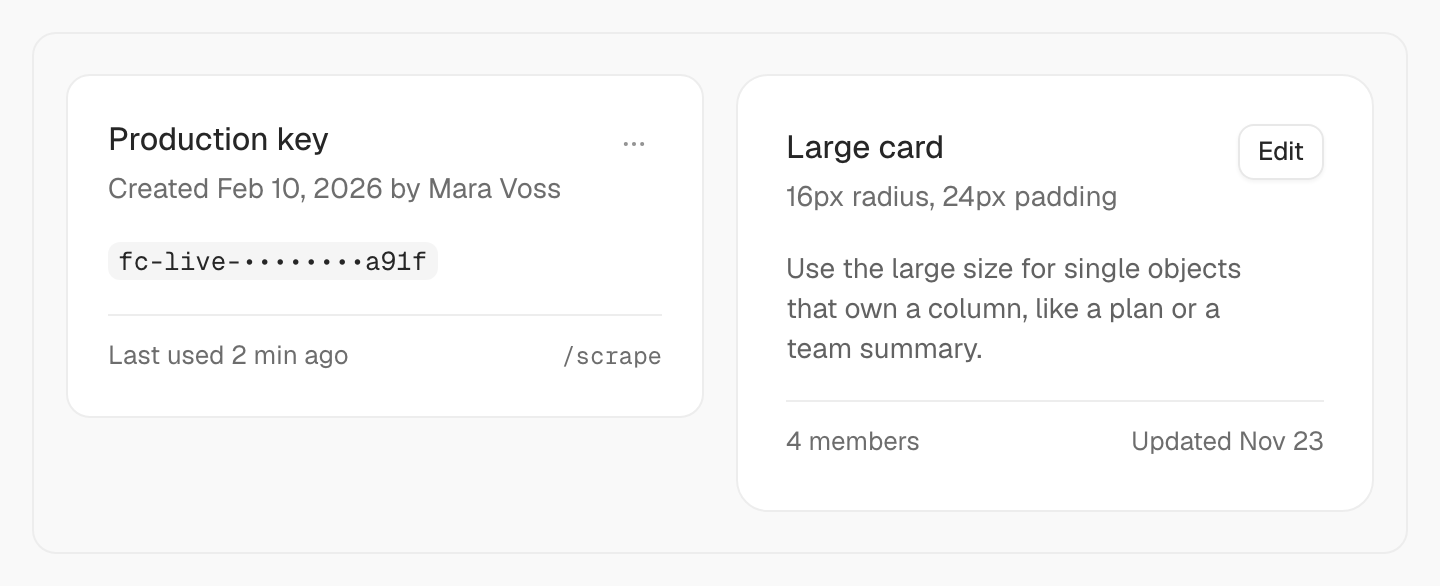 Production key
...
Created Feb 10, 2026 by Mara Voss
fc-live-••••••••a91f
Last used 2 min ago
/scrape
Large card
Edit
16px radius, 24px padding
Use the large size for single objects
that own a column, like a plan or a
team summary.
4 members
Updated Nov 23